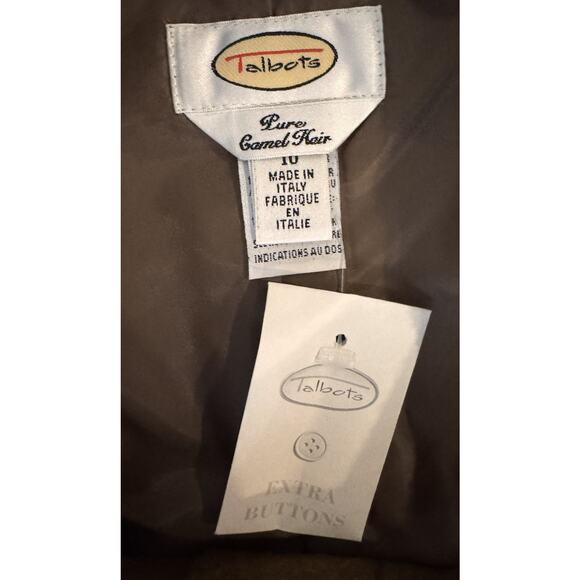 Talbots
Pure
Camel Hair
10
MADE IN
ITALY
FABRIQUE
EN
ITALIE
INDICATIONS AU DOS
Talbots
EXTRA
BUTTONS